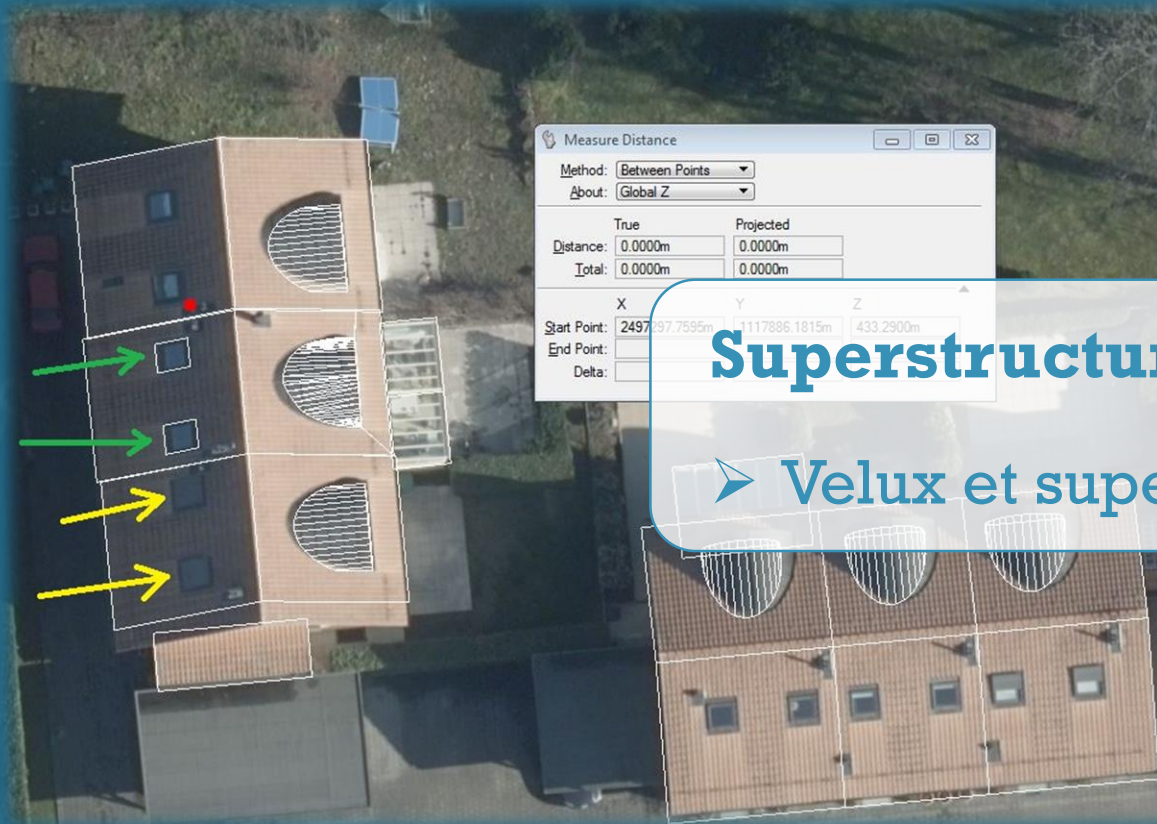 Measure Distance
Method: Between Points
About: Global Z
True Projected
Distance: 0.0000m 0.0000m
Total: 0.0000m 0.0000m
X Y Z
Start Point: 2497297.7595m 1117886.1815m 433.2900m
End Point:
Delta:
Superstructu
Velux et supe